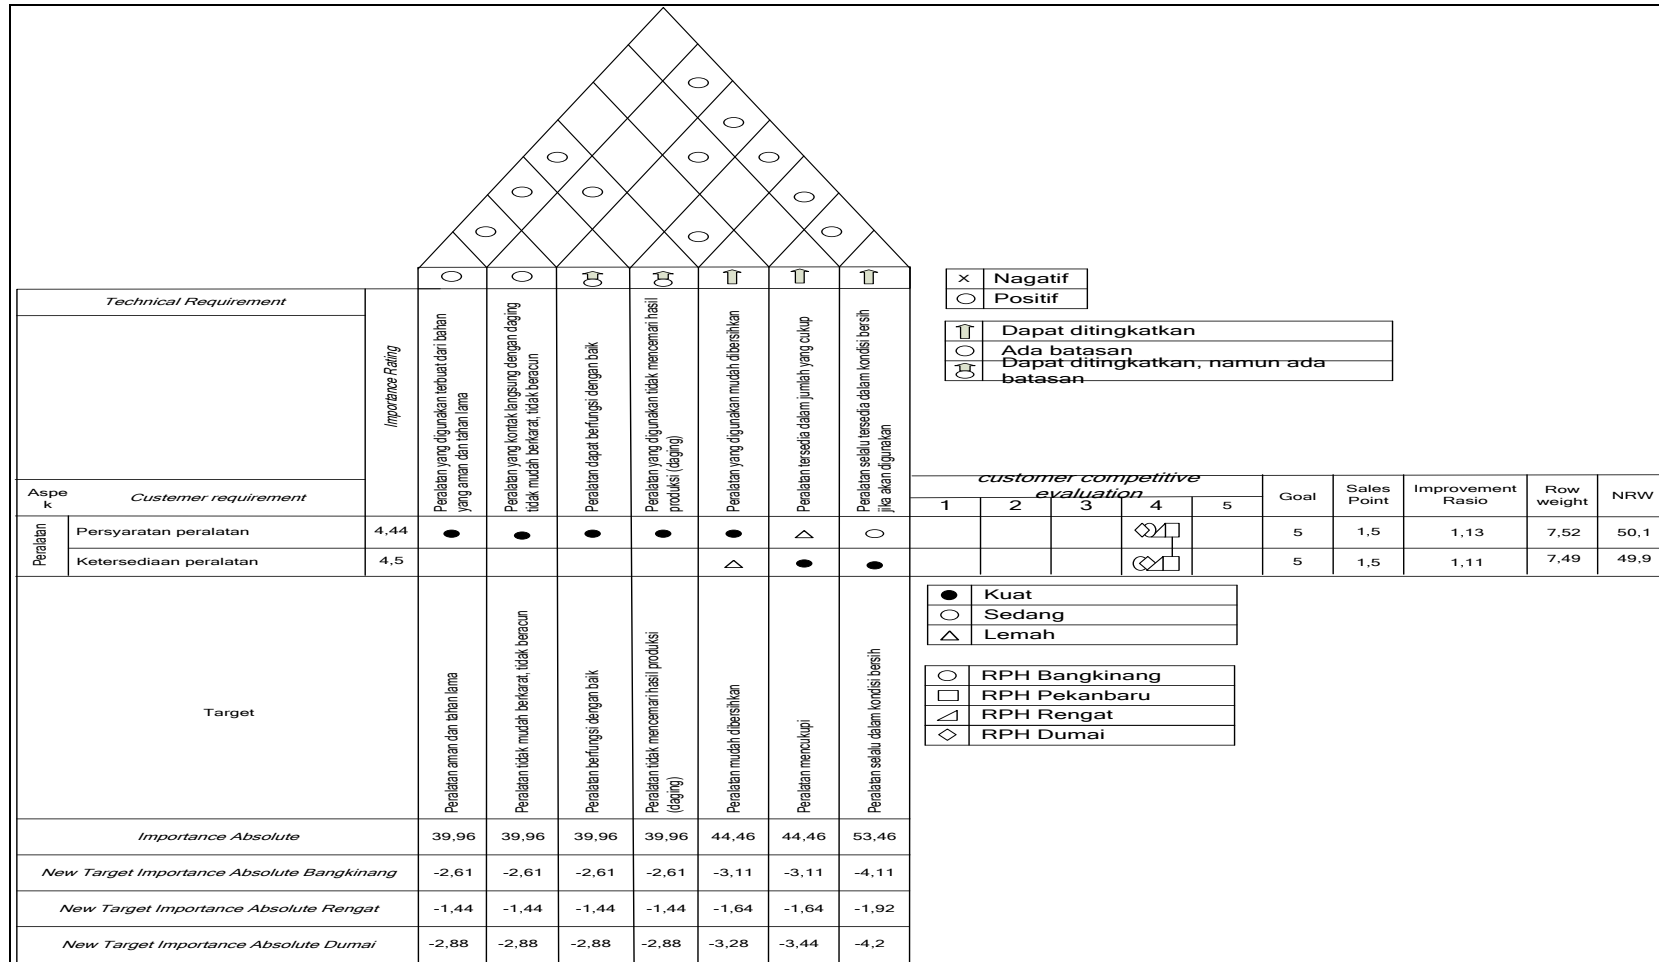 × Nagatif
Positif
Dapat ditingkatkan
Ada batasan
Dapat ditingkatkan, namun ada
batasan
Technical Requirement
Importance Rating
Peralatan yang digunakan terbuat dari bahan
yang aman dan tahan lama
Peralatan yang kontak langsung dengan daging
tidak mudah berkarat, tidak beracun
Peralatan dapat berfungsi dengan baik
Peralatan yang digunakan tidak mencemari hasil
produksi (daging)
Peralatan yang digunakan mudah dibersihkan
Peralatan tersedia dalam jumlah yang cukup
Peralatan selalu tersedia dalam kondisi bersih
jika akan digunakan
Aspe
k
Custemer requirement
customer competitive
evaluation
1 2 3 4 5
Goal
Sales
Point
Improvement
Rasio
Row
weight
NRW
Peralatan
Persyaratan peralatan 4,44 5 1,5 1,13 7,52 50,1
Ketersediaan peralatan 4,5 5 1,5 1,11 7,49 49,9
Kuat
Sedang
Lemah
RPH Bangkinang
RPH Pekanbaru
RPH Rengat
RPH Dumai
Target
Peralatan aman dan tahan lama
Peralatan tidak mudah berkarat, tidak beracun
Peralatan berfungsi dengan baik
Peralatan tidak mencemari hasil produksi
(daging)
Peralatan mudah dibersihkan
Peralatan mencukupi
Peralatan selalu dalam kondisi bersih
Importance Absolute 39,96 39,96 39,96 39,96 44,46 44,46 53,46
New Target Importance Absolute Bangkinang -2,61 -2,61 -2,61 -2,61 -3,11 -3,11 -4,11
New Target Importance Absolute Rengat -1,44 -1,44 -1,44 -1,44 -1,64 -1,64 -1,92
New Target Importance Absolute Dumai -2,88 -2,88 -2,88 -2,88 -3,28 -3,44 -4,2